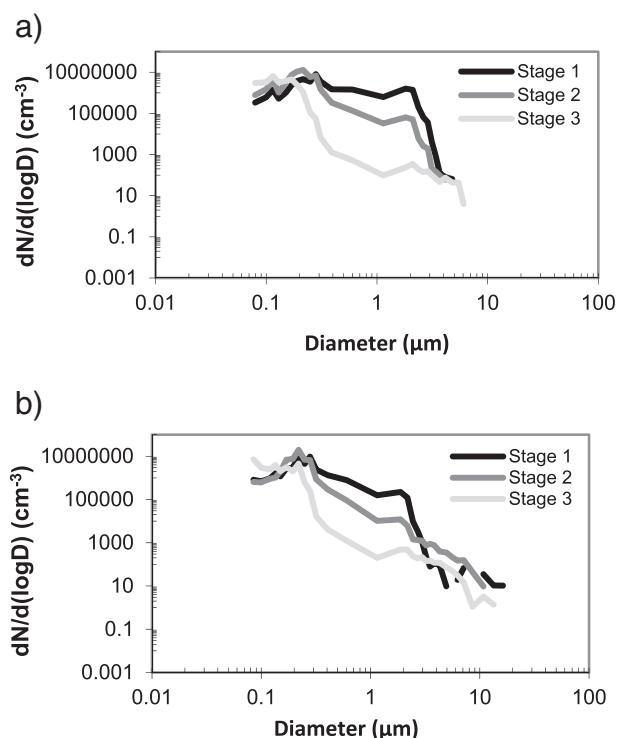 a)
dN/d(logD) (cm-3)
10000000
100000
1000
10
0.1
0.001
Stage 1
Stage 2
Stage 3
0.01 0.1 1 10 100
Diameter (µm)
b)
dN/d(logD) (cm-3)
10000000
100000
1000
10
0.1
0.001
Stage 1
Stage 2
Stage 3
0.01 0.1 1 10 100
Diameter (µm)